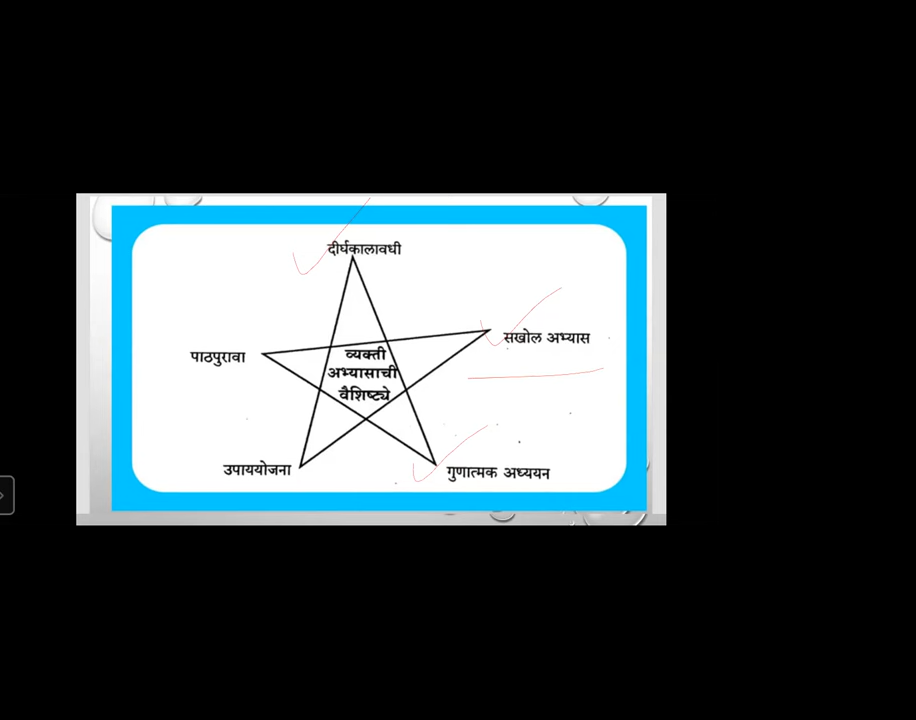 दीर्घकालावधी
सखोल अभ्यास
पाठपुरावा
व्यक्ती
अभ्यासाची
वैशिष्ट्ये
उपाययोजना
गुणात्मक अध्ययन